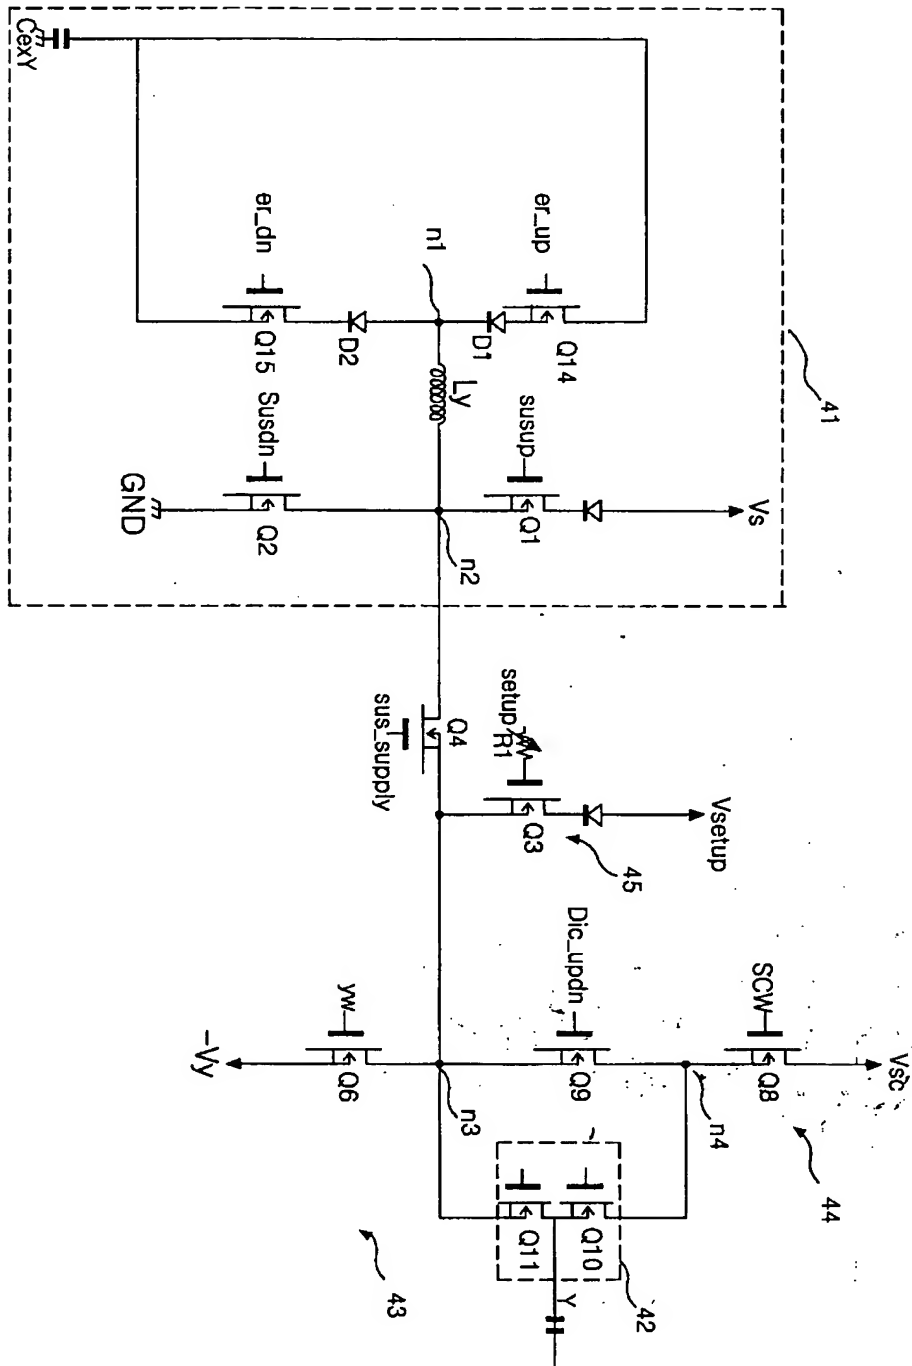 CexY
er_dn
n1
er_up
Q15
D2
D1
Q14
41
Susdn
Ly
susup
GND
Q2
n2
Q1
Vs
sus_supply
Q4
setup
R1
Q3
Vsetup
45
yw
Dic_updn
SCW
-Vy
Q6
n3
Q9
n4
Q8
Vsc
44
43
Q11
Q10
42
Y